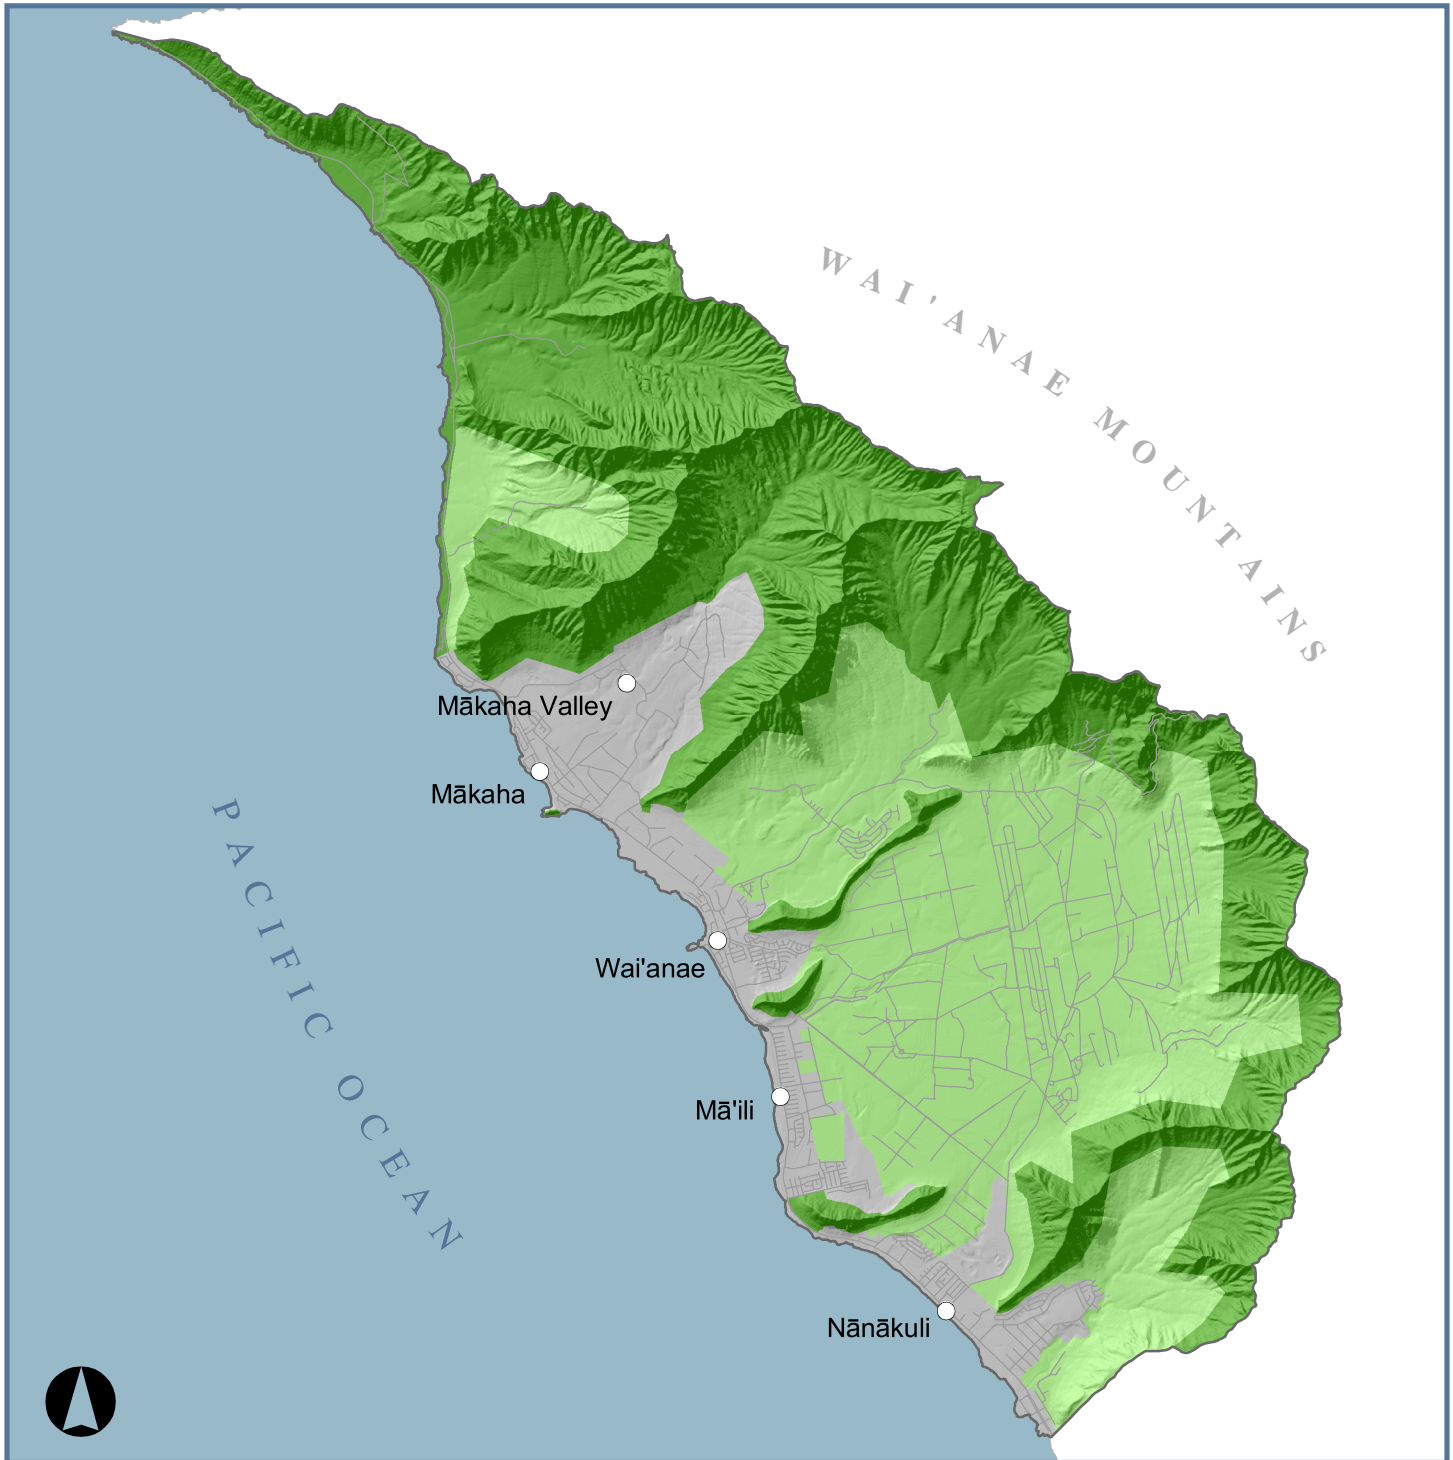 WAI'ANAE MOUNTAINS
Mākaha Valley
Mākaha
PACIFIC OCEAN
Wai'anae
Mā'ili
Nānākuli